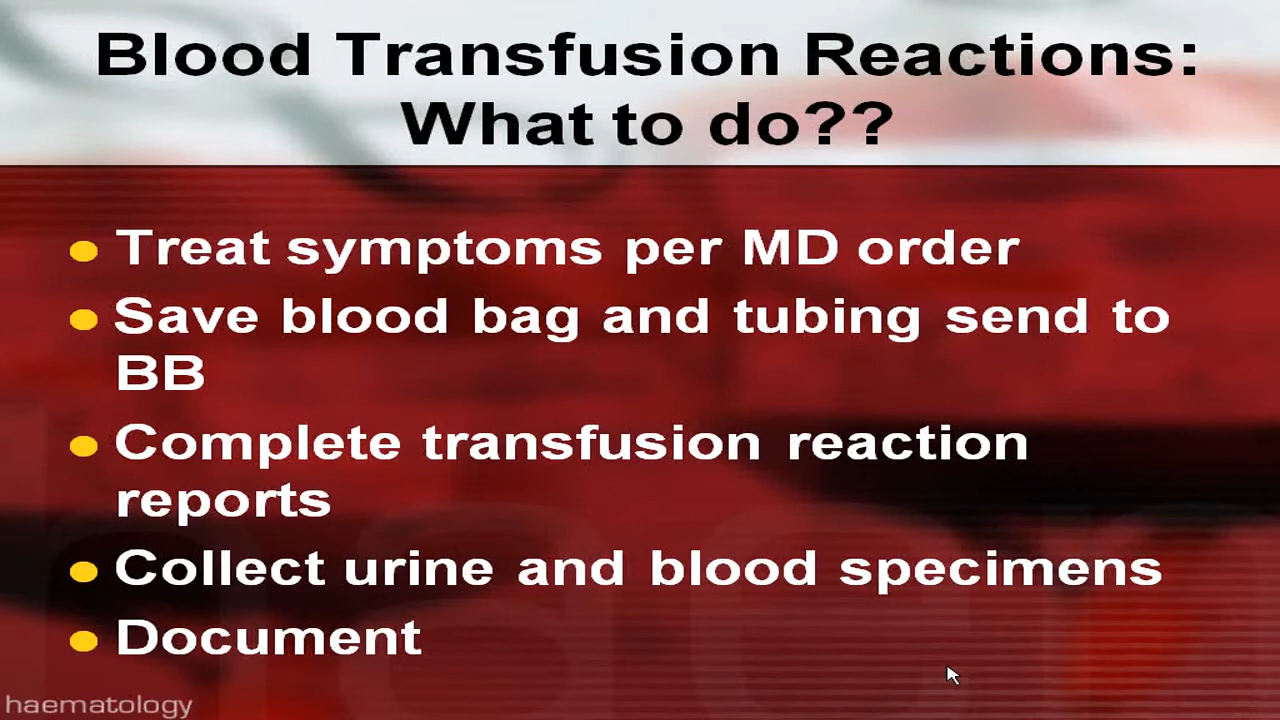 Blood Transfusion Reactions:
What to do??
Treat symptoms per MD order
Save blood bag and tubing send to
BB
Complete transfusion reaction
reports
Collect urine and blood specimens
Document
haematology